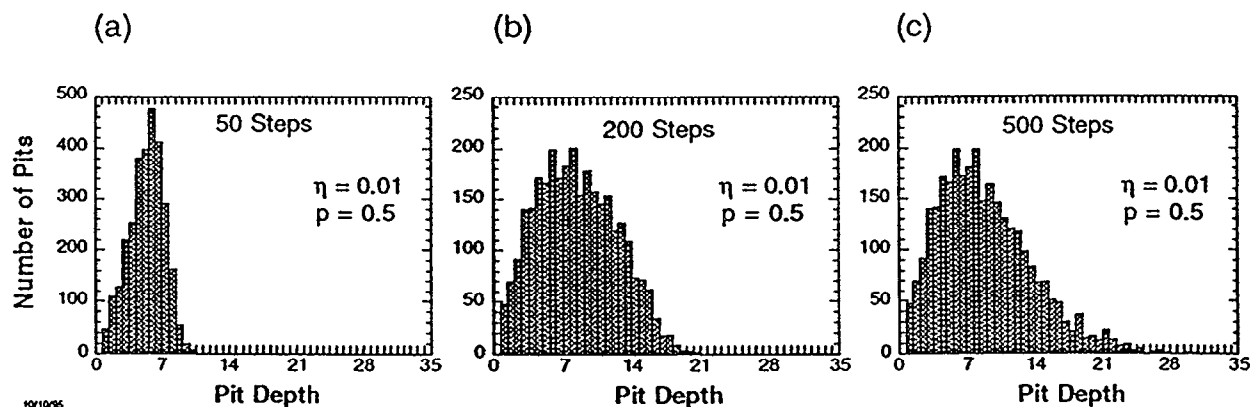 (a)
(b)
(c)
50 Steps
η = 0.01
p = 0.5
Number of Pits
500
400
300
200
100
0
0 7 14 21 28 35
Pit Depth
200 Steps
η = 0.01
p = 0.5
250
200
150
100
50
0
0 7 14 21 28 35
Pit Depth
500 Steps
η = 0.01
p = 0.5
250
200
150
100
50
0
0 7 14 21 28 35
Pit Depth